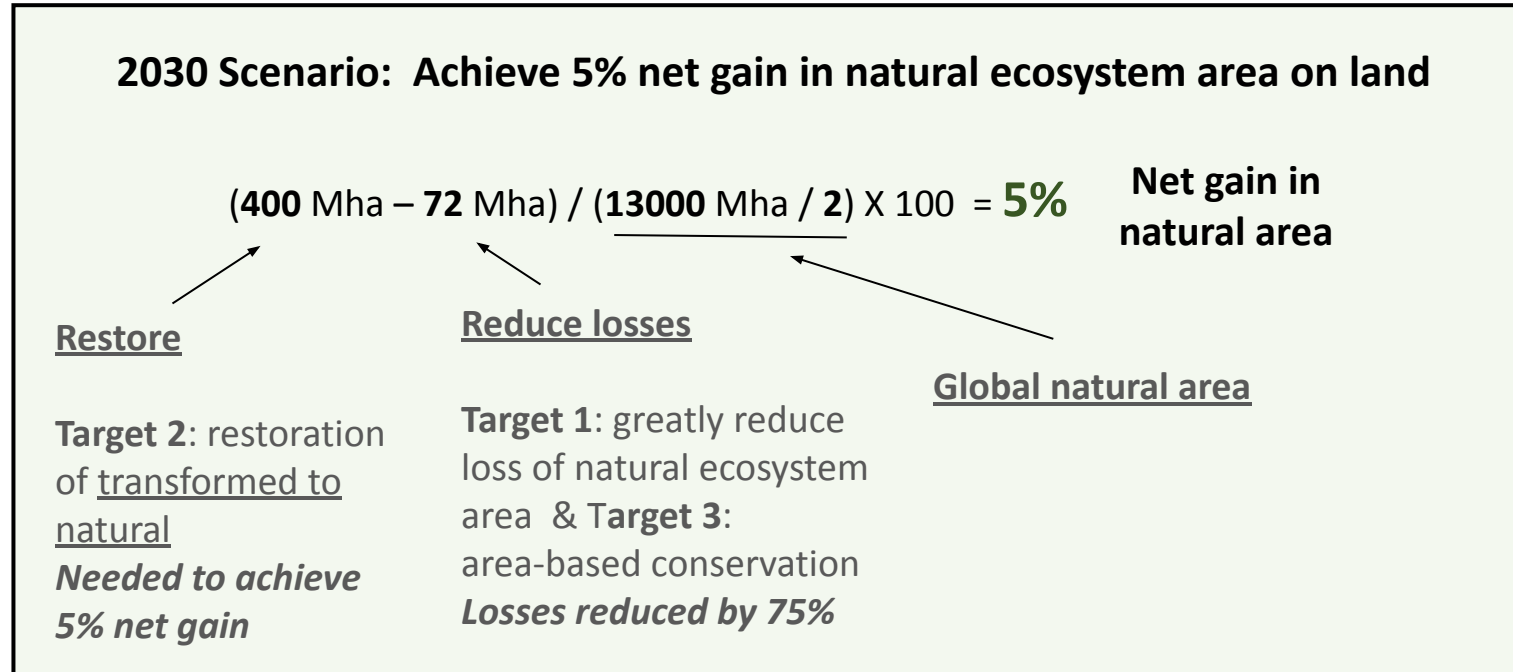 2030 Scenario: Achieve 5% net gain in natural ecosystem area on land
(400 Mha – 72 Mha) / (13000 Mha / 2) X 100 = 5%
Net gain in
natural area
Restore
Target 2: restoration
of transformed to
natural
Needed to achieve
5% net gain
Reduce losses
Target 1: greatly reduce
loss of natural ecosystem
area & Target 3:
area-based conservation
Losses reduced by 75%
Global natural area